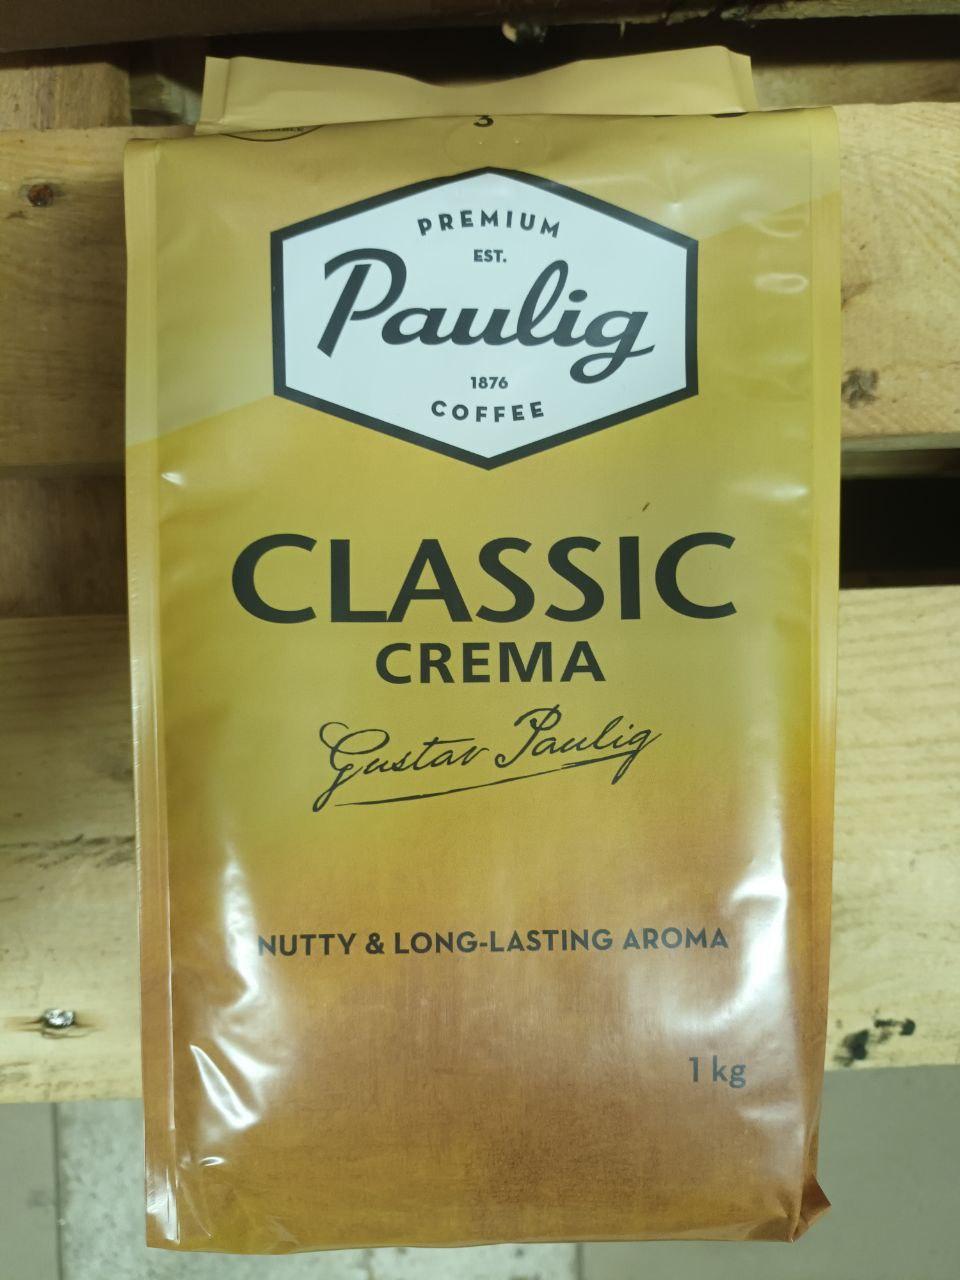 3
PREMIUM
EST.
Paulig
1876
COFFEE
CLASSIC
CREMA
Gustav Paulig
NUTTY & LONG-LASTING AROMA
1 kg